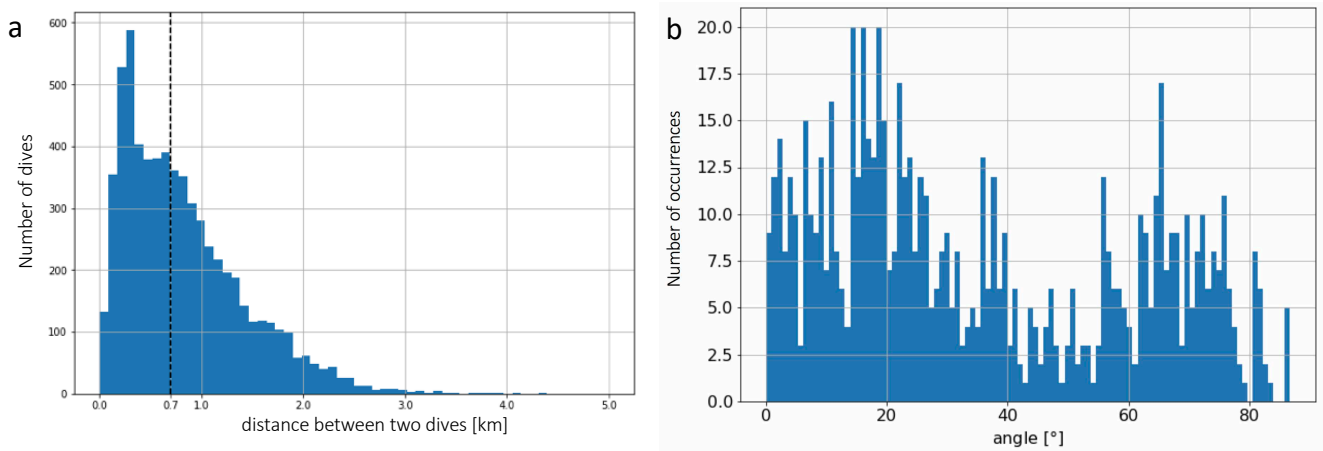 a
600
500
400
300
200
100
0
Number of dives
0.0 0.7 1.0 2.0 3.0 4.0 5.0
distance between two dives [km]
b
20.0
17.5
15.0
12.5
10.0
7.5
5.0
2.5
0.0
Number of occurrences
0 20 40 60 80
angle [°]